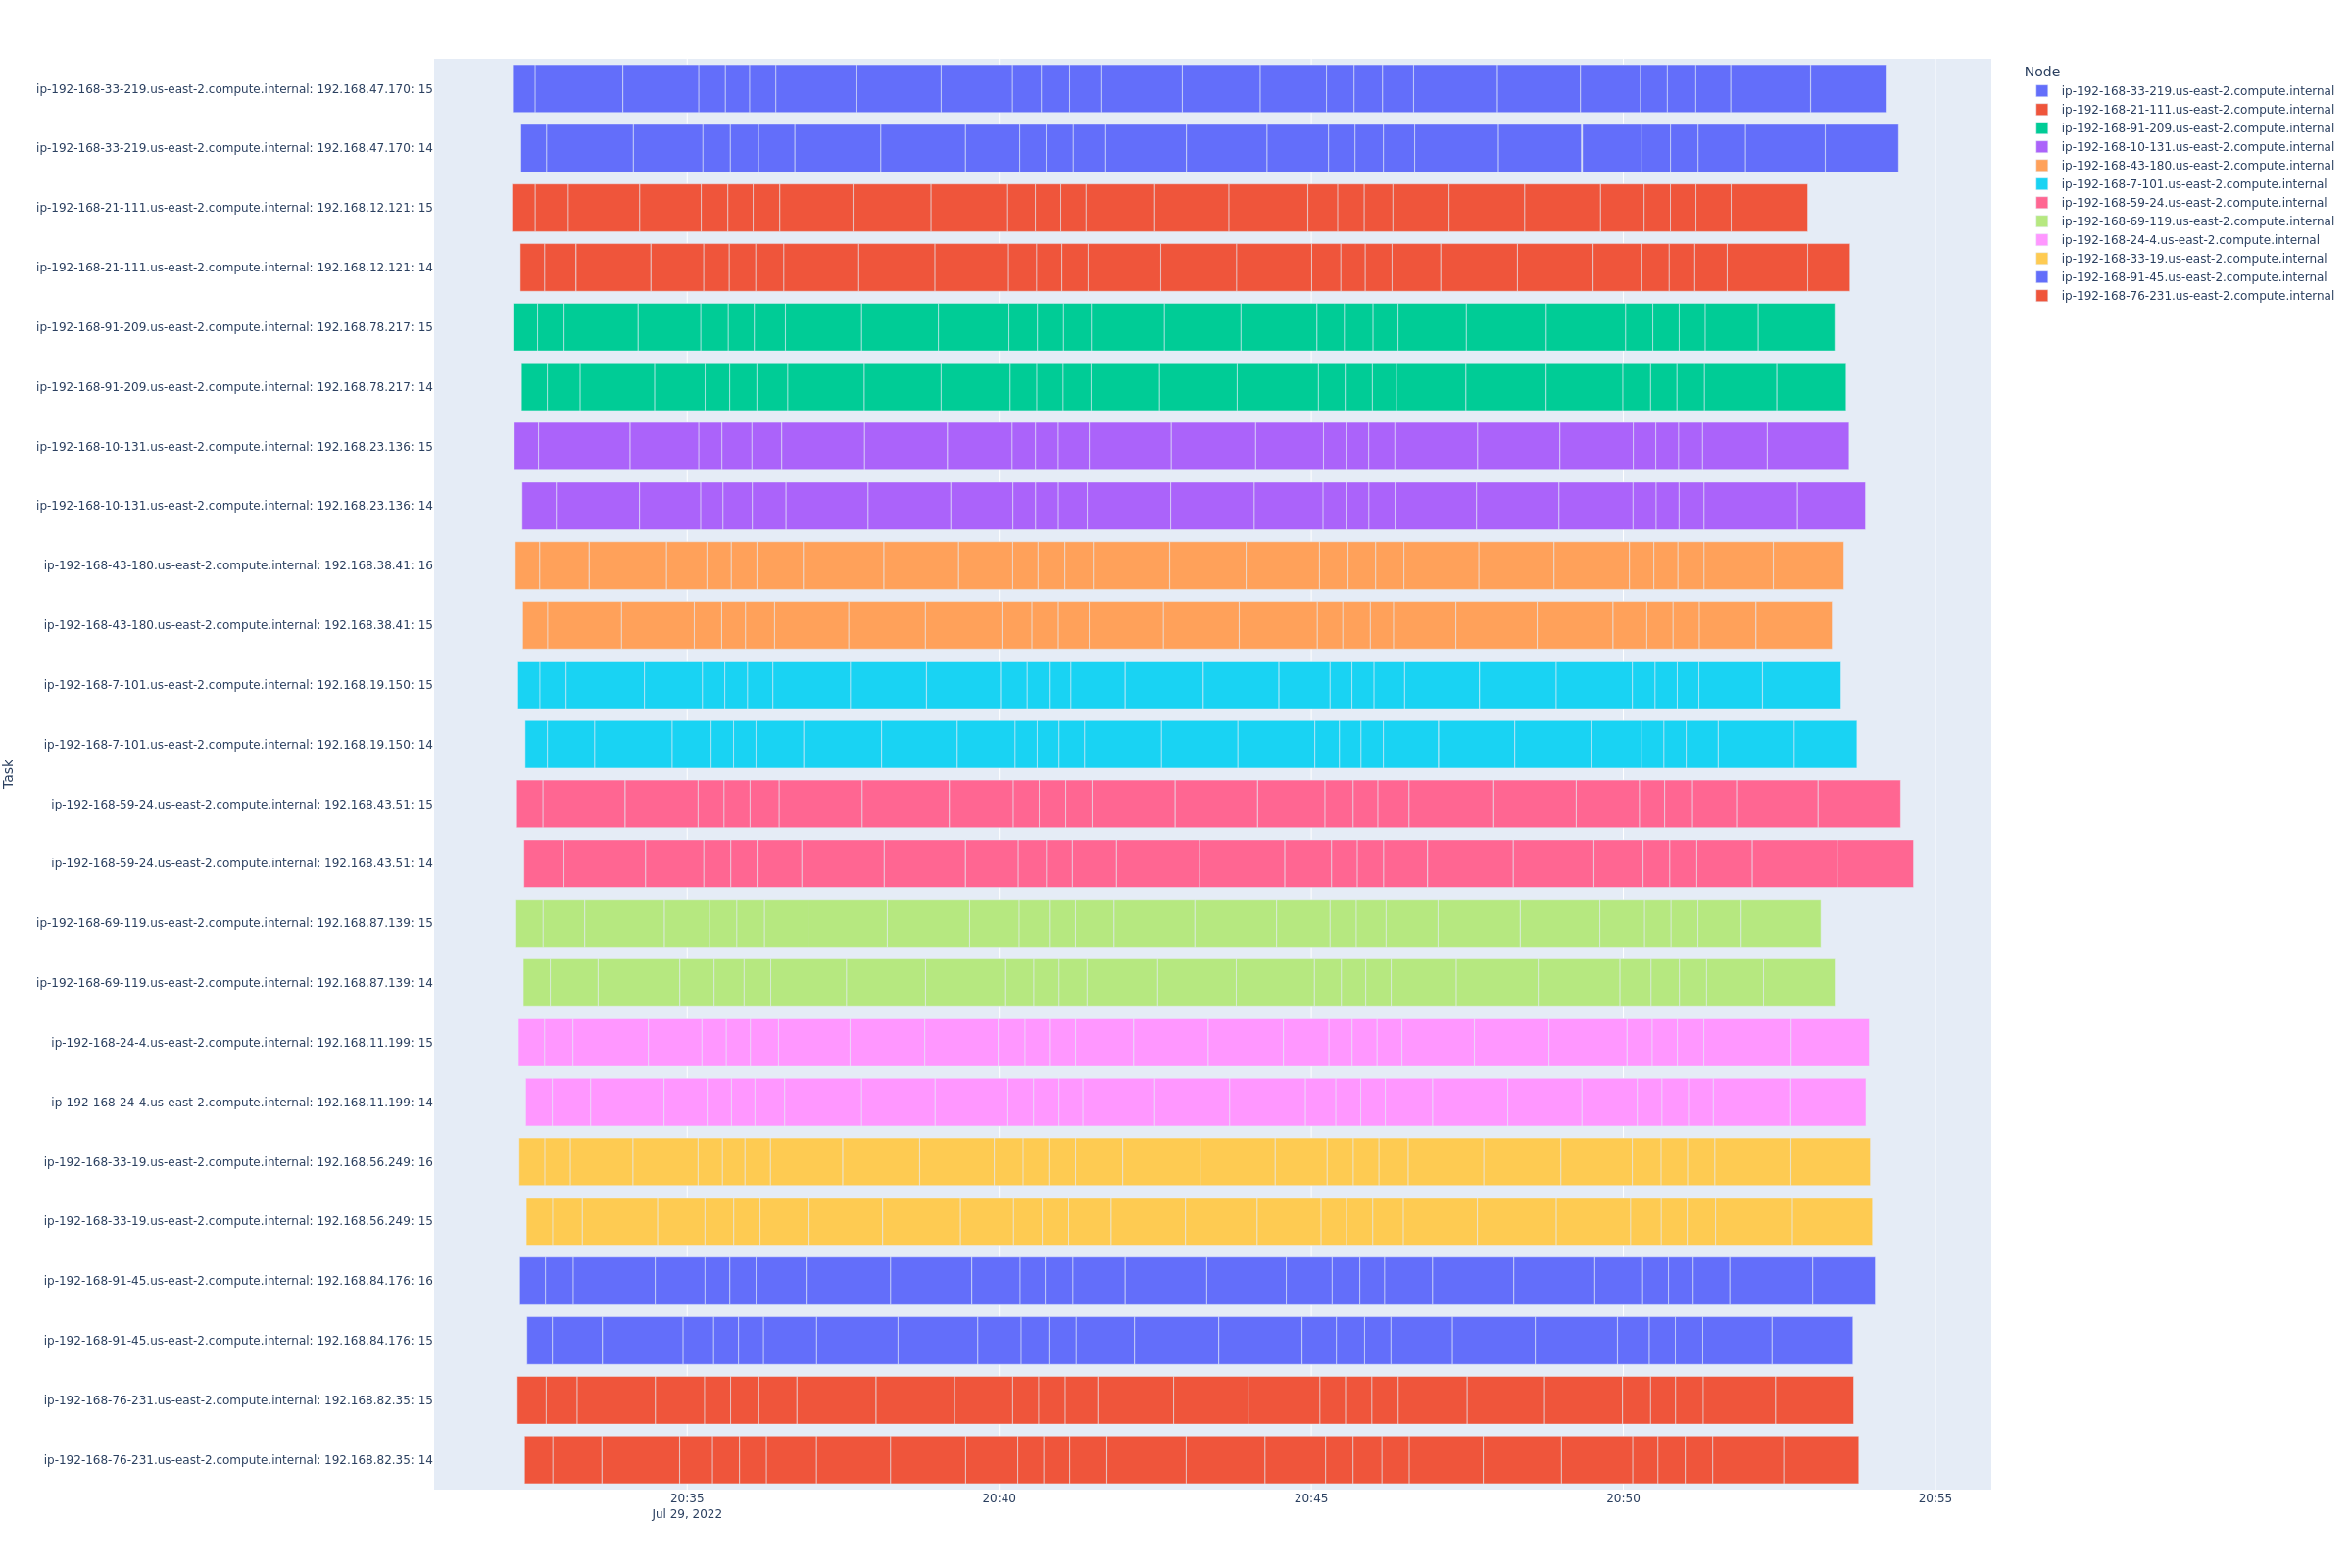 ip-192-168-33-219.us-east-2.compute.internal: 192.168.47.170: 15
ip-192-168-33-219.us-east-2.compute.internal: 192.168.47.170: 14
ip-192-168-21-111.us-east-2.compute.internal: 192.168.12.121: 15
ip-192-168-21-111.us-east-2.compute.internal: 192.168.12.121: 14
ip-192-168-91-209.us-east-2.compute.internal: 192.168.78.217: 15
ip-192-168-91-209.us-east-2.compute.internal: 192.168.78.217: 14
ip-192-168-10-131.us-east-2.compute.internal: 192.168.23.136: 15
ip-192-168-10-131.us-east-2.compute.internal: 192.168.23.136: 14
ip-192-168-43-180.us-east-2.compute.internal: 192.168.38.41: 16
ip-192-168-43-180.us-east-2.compute.internal: 192.168.38.41: 15
ip-192-168-7-101.us-east-2.compute.internal: 192.168.19.150: 15
ip-192-168-7-101.us-east-2.compute.internal: 192.168.19.150: 14
ip-192-168-59-24.us-east-2.compute.internal: 192.168.43.51: 15
ip-192-168-59-24.us-east-2.compute.internal: 192.168.43.51: 14
ip-192-168-69-119.us-east-2.compute.internal: 192.168.87.139: 15
ip-192-168-69-119.us-east-2.compute.internal: 192.168.87.139: 14
ip-192-168-24-4.us-east-2.compute.internal: 192.168.11.199: 15
ip-192-168-24-4.us-east-2.compute.internal: 192.168.11.199: 14
ip-192-168-33-19.us-east-2.compute.internal: 192.168.56.249: 16
ip-192-168-33-19.us-east-2.compute.internal: 192.168.56.249: 15
ip-192-168-91-45.us-east-2.compute.internal: 192.168.84.176: 16
ip-192-168-91-45.us-east-2.compute.internal: 192.168.84.176: 15
ip-192-168-76-231.us-east-2.compute.internal: 192.168.82.35: 15
ip-192-168-76-231.us-east-2.compute.internal: 192.168.82.35: 14
Task
20:35
20:40
20:45
20:50
20:55
Jul 29, 2022
Node
ip-192-168-33-219.us-east-2.compute.internal
ip-192-168-21-111.us-east-2.compute.internal
ip-192-168-91-209.us-east-2.compute.internal
ip-192-168-10-131.us-east-2.compute.internal
ip-192-168-43-180.us-east-2.compute.internal
ip-192-168-7-101.us-east-2.compute.internal
ip-192-168-59-24.us-east-2.compute.internal
ip-192-168-69-119.us-east-2.compute.internal
ip-192-168-24-4.us-east-2.compute.internal
ip-192-168-33-19.us-east-2.compute.internal
ip-192-168-91-45.us-east-2.compute.internal
ip-192-168-76-231.us-east-2.compute.internal